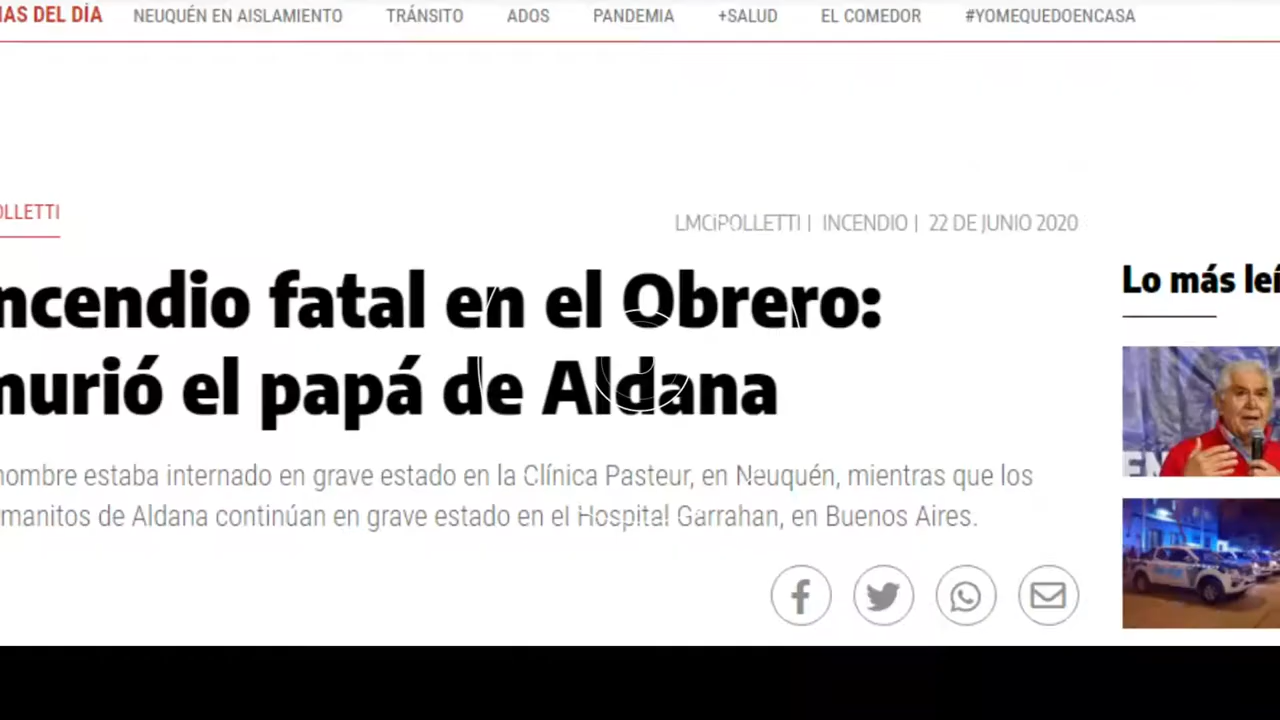 IAS DEL DÍA NEUQUÉN EN AISLAMIENTO TRÁNSITO ADOS PANDEMIA +SALUD EL COMEDOR #YOMEQUEDOENCASA
OLLETTI
LMCIPOLLETTI | INCENDIO | 22 DE JUNIO 2020
ncendio fatal en el Obrero:
murió el papá de Aldana
hombre estaba internado en grave estado en la Clínica Pasteur, en Neuquén, mientras que los
manitos de Aldana continúan en grave estado en el Hospital Garrahan, en Buenos Aires.
Lo más leí
EN